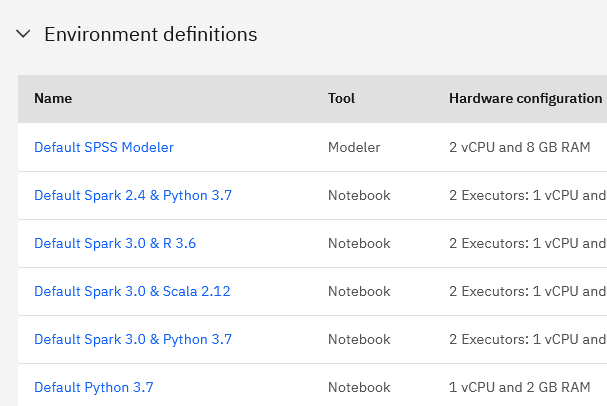 Environment definitions
Name Tool Hardware configuration
Default SPSS Modeler Modeler 2 vCPU and 8 GB RAM
Default Spark 2.4 & Python 3.7 Notebook 2 Executors: 1 vCPU and
Default Spark 3.0 & R 3.6 Notebook 2 Executors: 1 vCPU and
Default Spark 3.0 & Scala 2.12 Notebook 2 Executors: 1 vCPU and
Default Spark 3.0 & Python 3.7 Notebook 2 Executors: 1 vCPU and
Default Python 3.7 Notebook 1 vCPU and 2 GB RAM